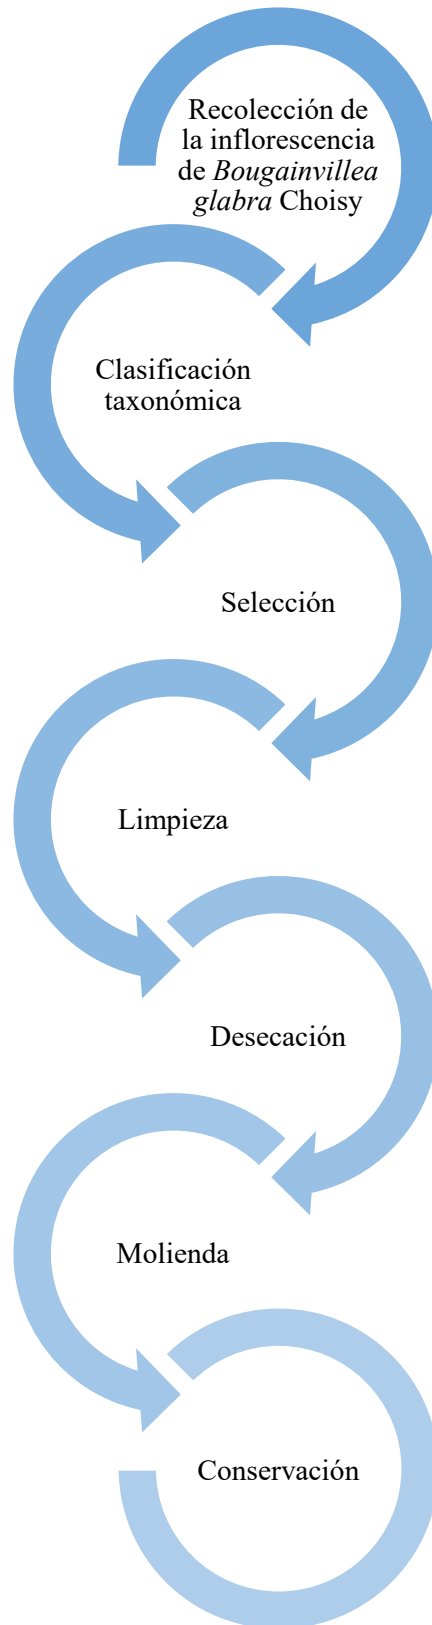 Recolección de
la inflorescencia
de Bougainvillea
glabra Choisy
Clasificación
taxonómica
Selección
Limpieza
Desecación
Molienda
Conservación